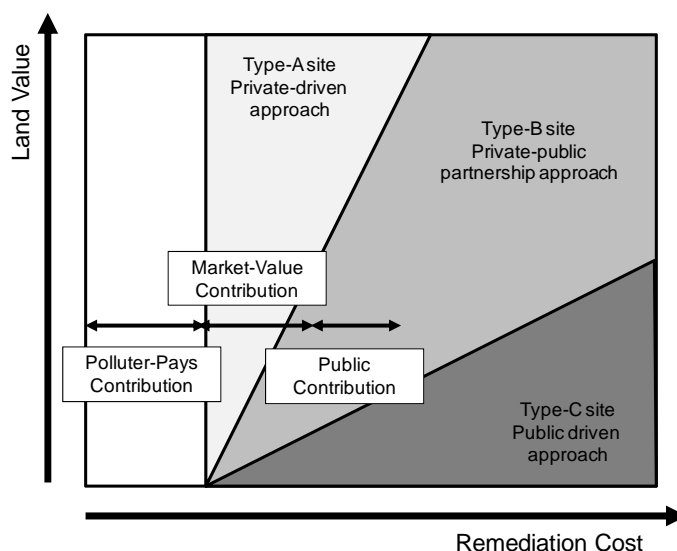 Land Value
Type-A site
Private-driven
approach
Type-B site
Private-public
partnership approach
Market-Value
Contribution
Polluter-Pays
Contribution
Public
Contribution
Type-C site
Public driven
approach
Remediation Cost